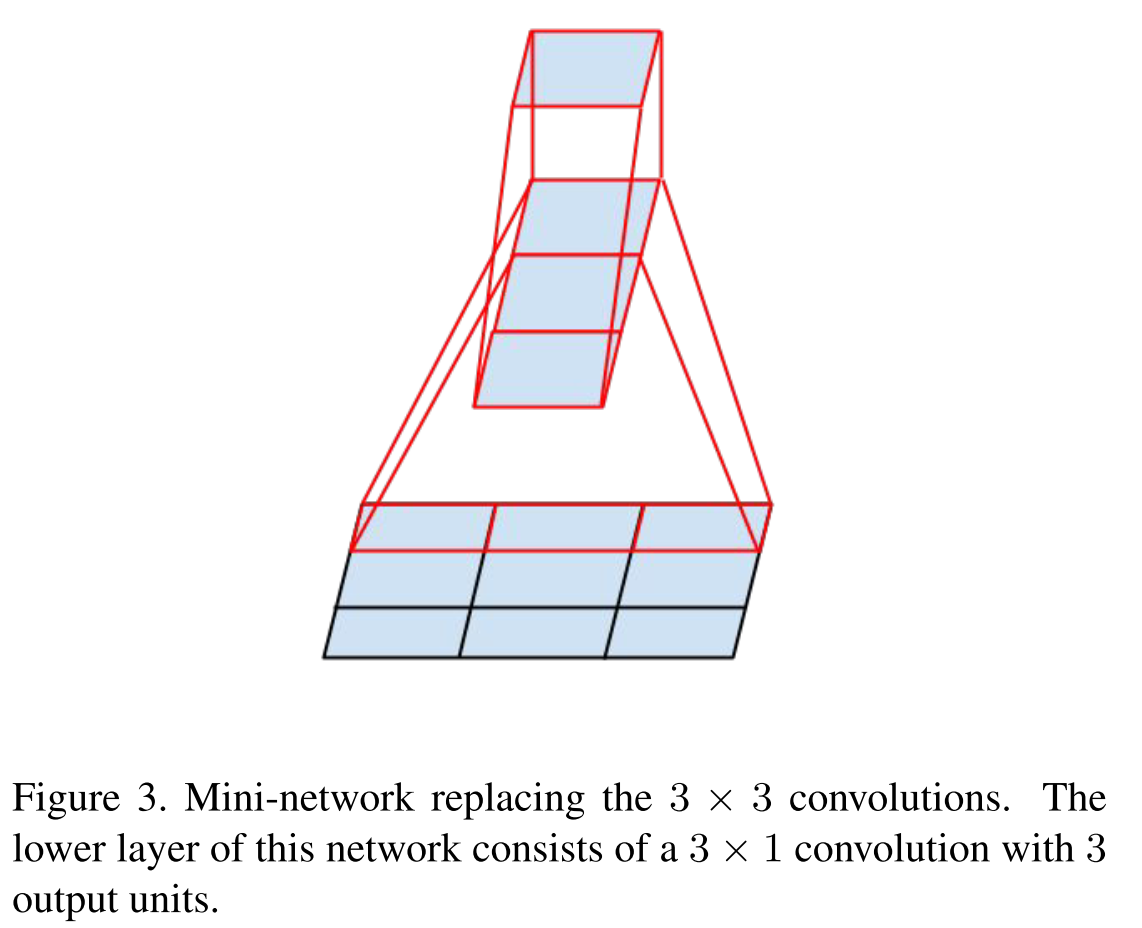 Figure 3. Mini-network replacing the 3 × 3 convolutions. The
lower layer of this network consists of a 3 × 1 convolution with 3
output units.